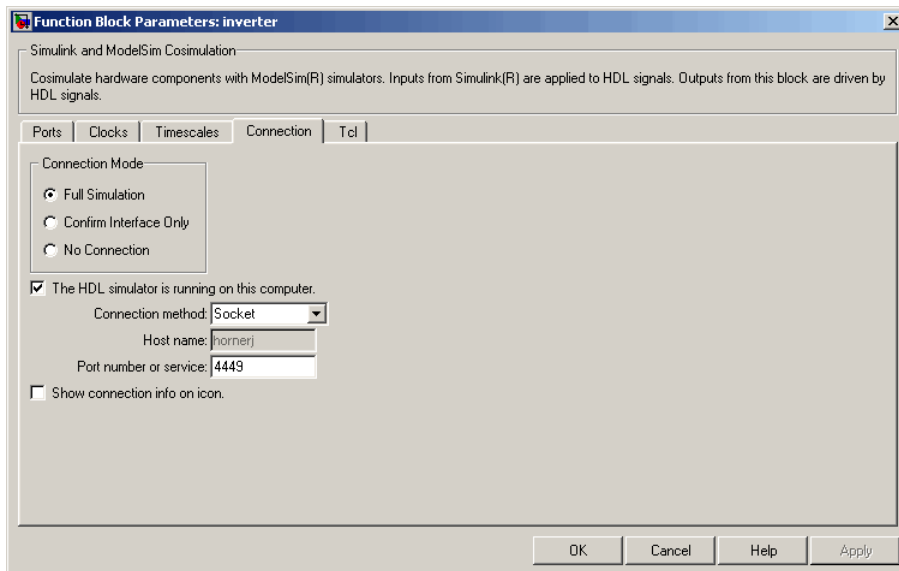 Function Block Parameters: inverter
Simulink and ModelSim Cosimulation
Cosimulate hardware components with ModelSim(R) simulators. Inputs from Simulink(R) are applied to HDL signals. Outputs from this block are driven by
HDL signals.
Ports Clocks Timescales Connection Tcl
Connection Mode
Full Simulation
Confirm Interface Only
No Connection
The HDL simulator is running on this computer.
Connection method: Socket
Host name: hornerj
Port number or service: 4449
Show connection info on icon.
OK Cancel Help Apply